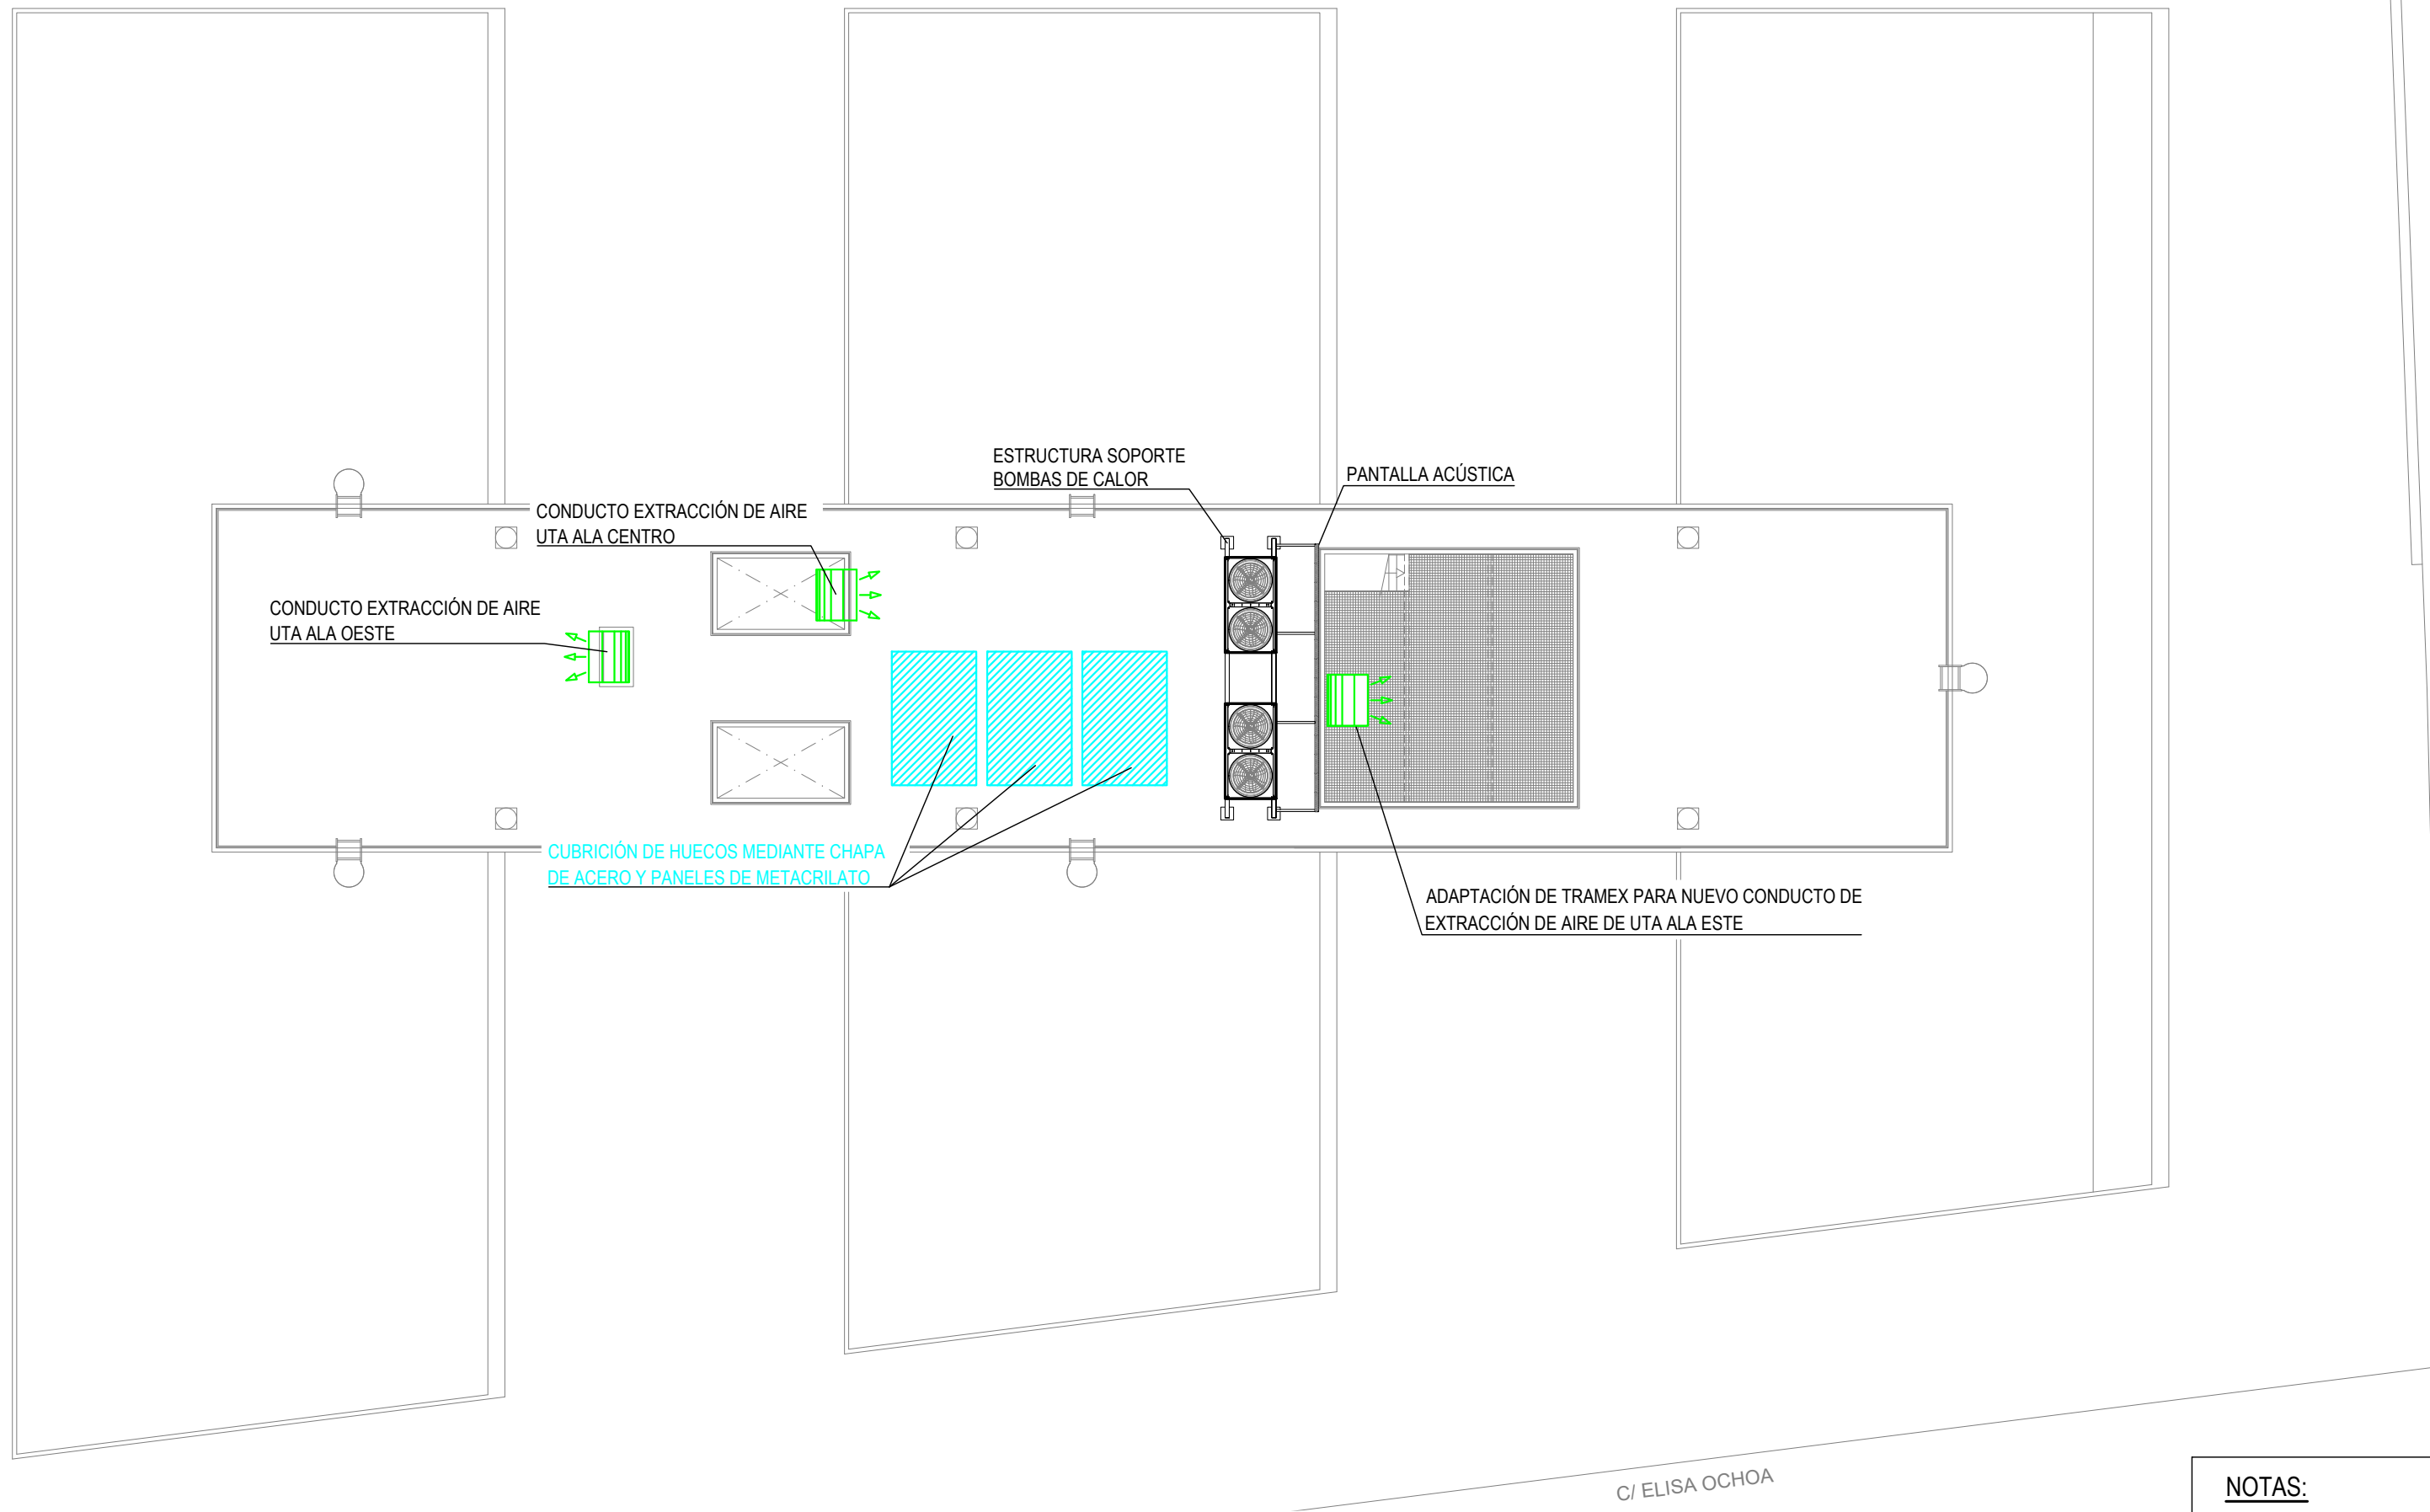 ESTRUCTURA SOPORTE
BOMBAS DE CALOR
PANTALLA ACÚSTICA
CONDUCTO EXTRACCIÓN DE AIRE
UTA ALA CENTRO
CONDUCTO EXTRACCIÓN DE AIRE
UTA ALA OESTE
CUBRICIÓN DE HUECOS MEDIANTE CHAPA
DE ACERO Y PANELES DE METACRILATO
ADAPTACIÓN DE TRAMEX PARA NUEVO CONDUCTO DE
EXTRACCIÓN DE AIRE DE UTA ALA ESTE
C/ ELISA OCHOA
NOTAS: